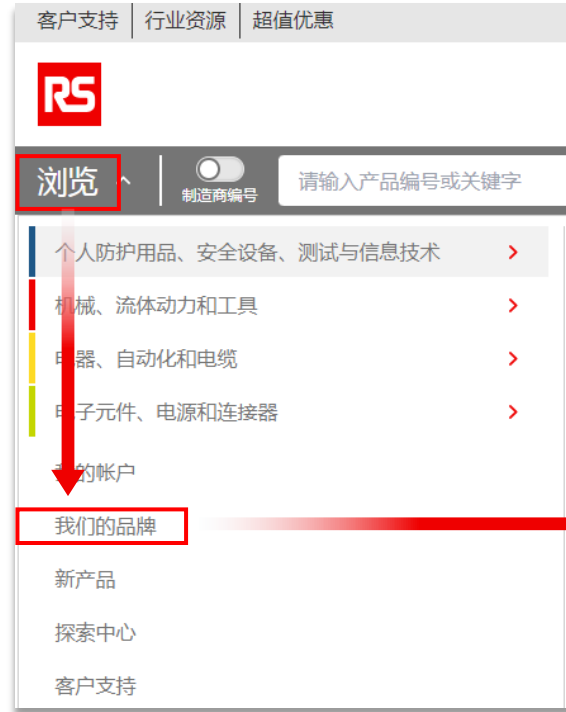 客户支持 行业资源 超值优惠
RS
浏览 制造商编号 请输入产品编号或关键字
个人防护用品、安全设备、测试与信息技术
机械、流体动力和工具
电器、自动化和电缆
电子元件、电源和连接器
我的帐户
我们的品牌
新产品
探索中心
客户支持